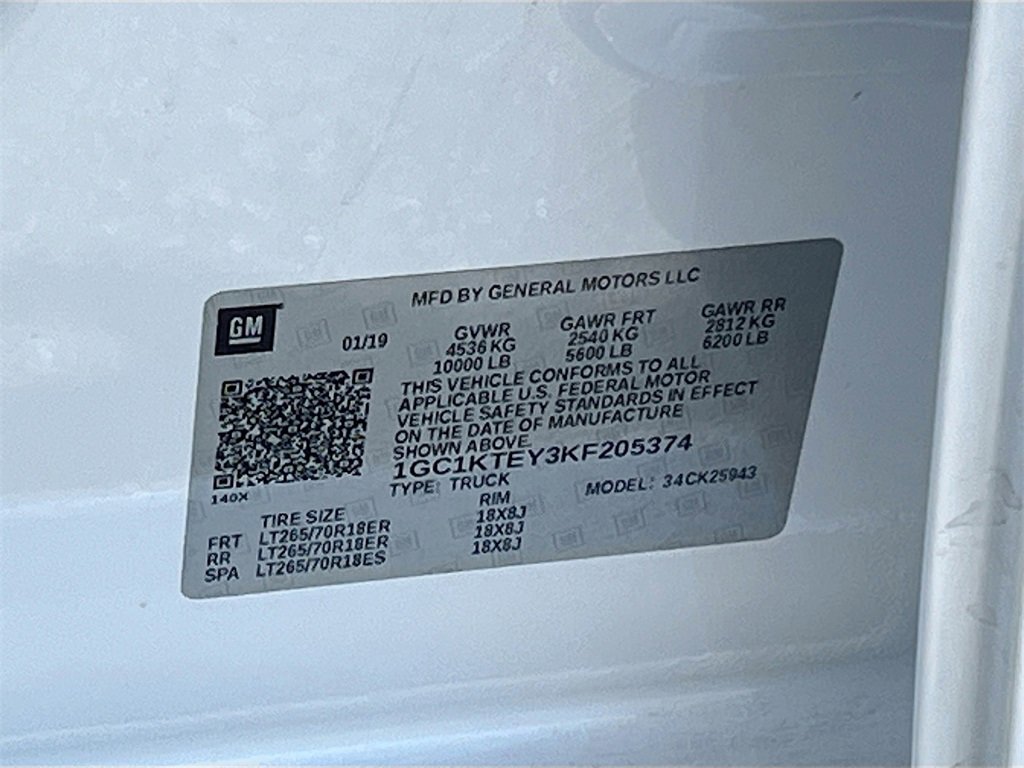 MFD BY GENERAL MOTORS LLC
GM
01/19
GVWR
4536 KG
10000 LB
GAWR FRT
2540 KG
5600 LB
GAWR RR
2812 KG
6200 LB
THIS VEHICLE CONFORMS TO ALL
APPLICABLE U.S. FEDERAL MOTOR
VEHICLE SAFETY STANDARDS IN EFFECT
ON THE DATE OF MANUFACTURE
SHOWN ABOVE.
1GC1KTEY3KF205374
140X
TYPE: TRUCK
MODEL: 34CK25943
TIRE SIZE RIM
FRT LT265/70R18ER 18X8J
RR LT265/70R18ER 18X8J
SPA LT265/70R18ES 18X8J